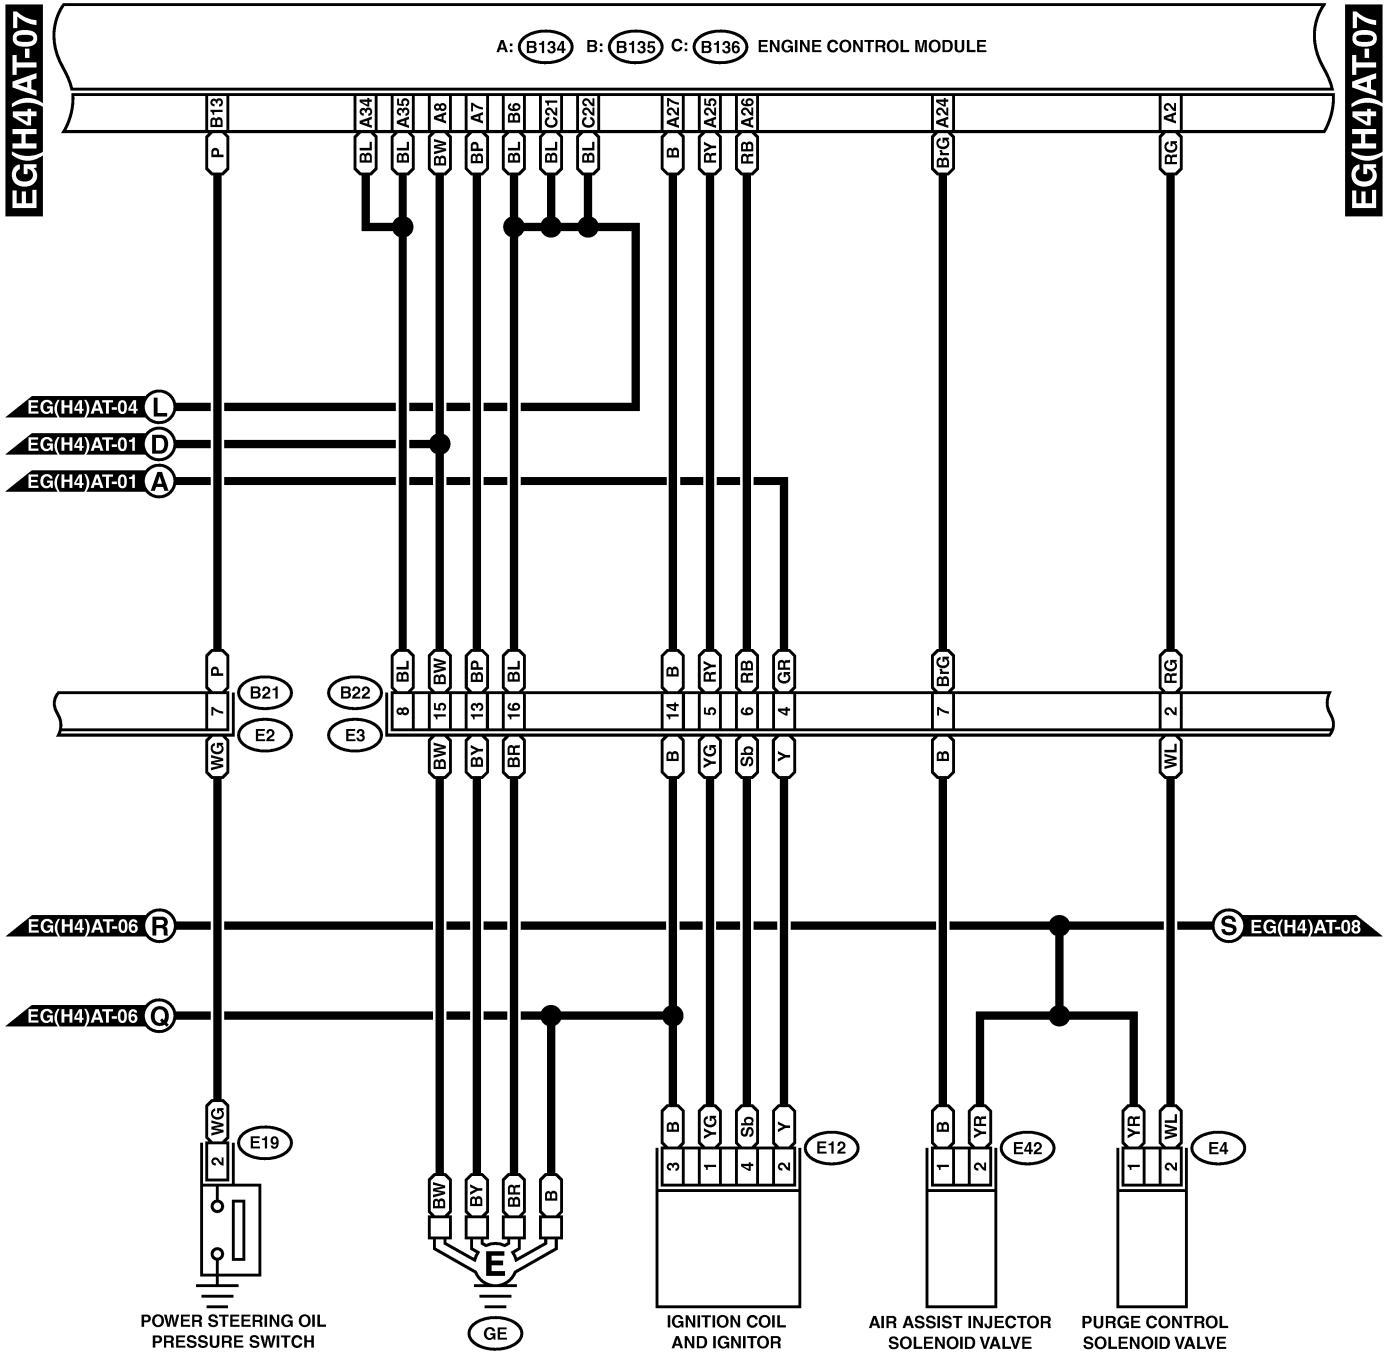 EG(H4)AT-07
EG(H4)AT-07
A: B134 B: B135 C: B136 ENGINE CONTROL MODULE
B13 A34 A35 A8 A7 B6 C21 C22 A27 A25 A26 A24 A2
P BL BL BW BP BL BL BL B RY RB BrG RG
EG(H4)AT-04 L
EG(H4)AT-01 D
EG(H4)AT-01 A
P BL BW BP BL B RY RB GR BrG RG
B21 B22
7 8 15 13 16 14 5 6 4 7 2
E2 E3
WG BW BY BR B YG Sb Y B WL
EG(H4)AT-06 R S EG(H4)AT-08
EG(H4)AT-06 Q
WG B YG Sb Y B YR YR WL
E19 E12 E42 E4
2 3 1 4 2 1 2 1 2
BW BY BR B
E
GE
POWER STEERING OIL
PRESSURE SWITCH
IGNITION COIL
AND IGNITOR
AIR ASSIST INJECTOR
SOLENOID VALVE
PURGE CONTROL
SOLENOID VALVE